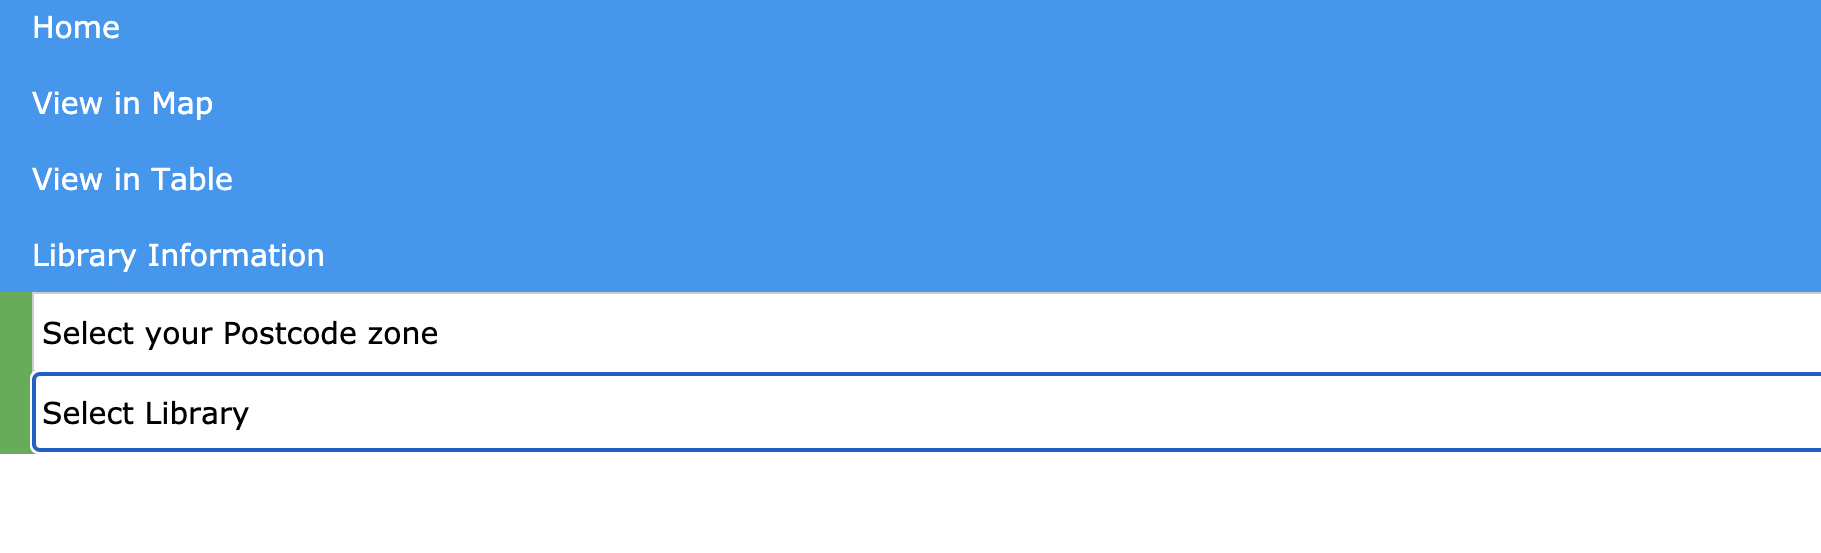 Home
View in Map
View in Table
Library Information
Select your Postcode zone
Select Library